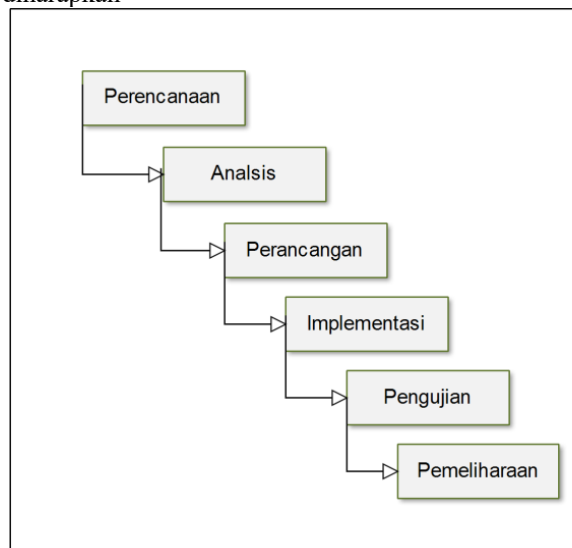 Perencanaan
Analsis
Perancangan
Implementasi
Pengujian
Pemeliharaan